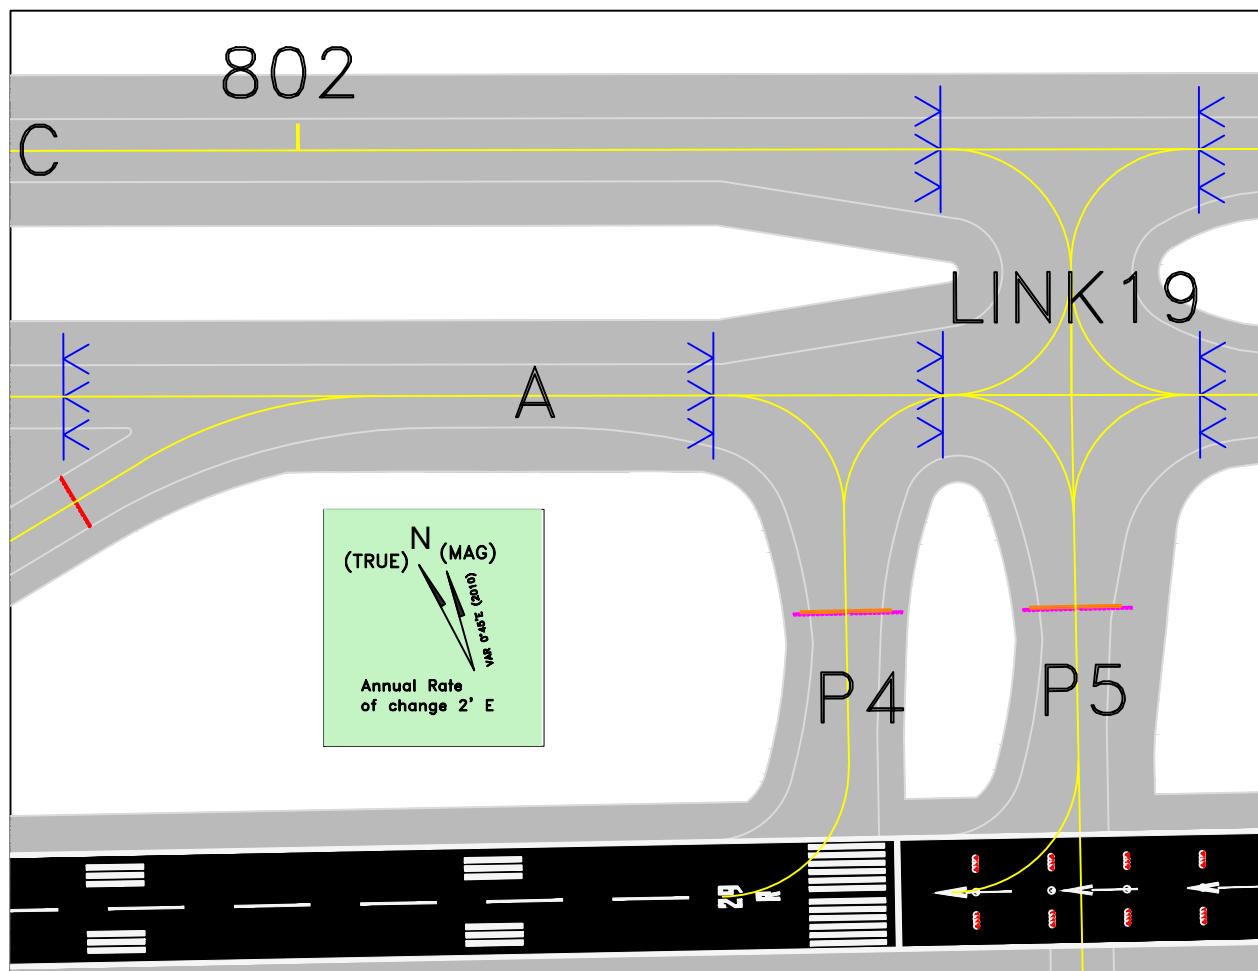 802
C
LINK19
A
N
(TRUE)
(MAG)
VAR 0°45'E (2010)
Annual Rate
of change 2' E
P4
P5
29
R